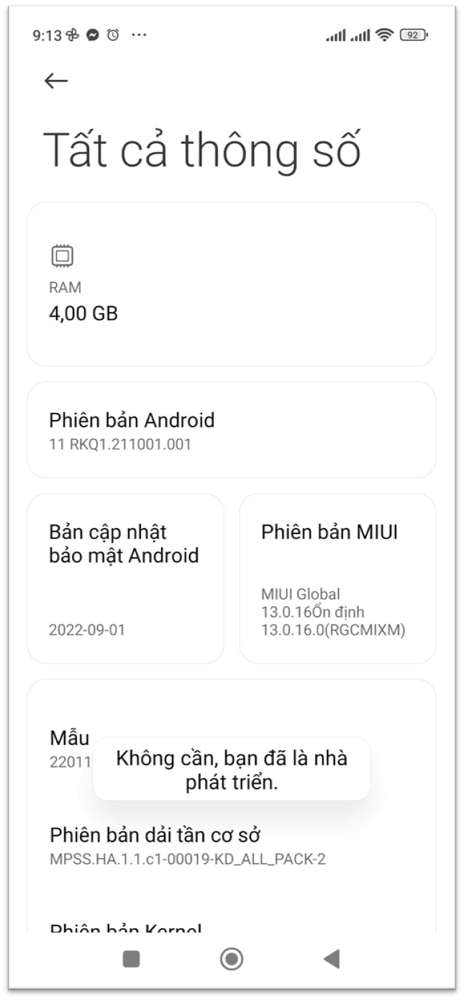 9:13
92
Tất cả thông số
RAM
4,00 GB
Phiên bản Android
11 RKQ1.211001.001
Bản cập nhật
bảo mật Android
2022-09-01
Phiên bản MIUI
MIUI Global
13.0.16Ổn định
13.0.16.0(RGCMIXM)
Mẫu
22011
Không cần, bạn đã là nhà
phát triển.
Phiên bản dải tần cơ sở
MPSS.HA.1.1.c1-00019-KD_ALL_PACK-2
Phiên bản Kernel